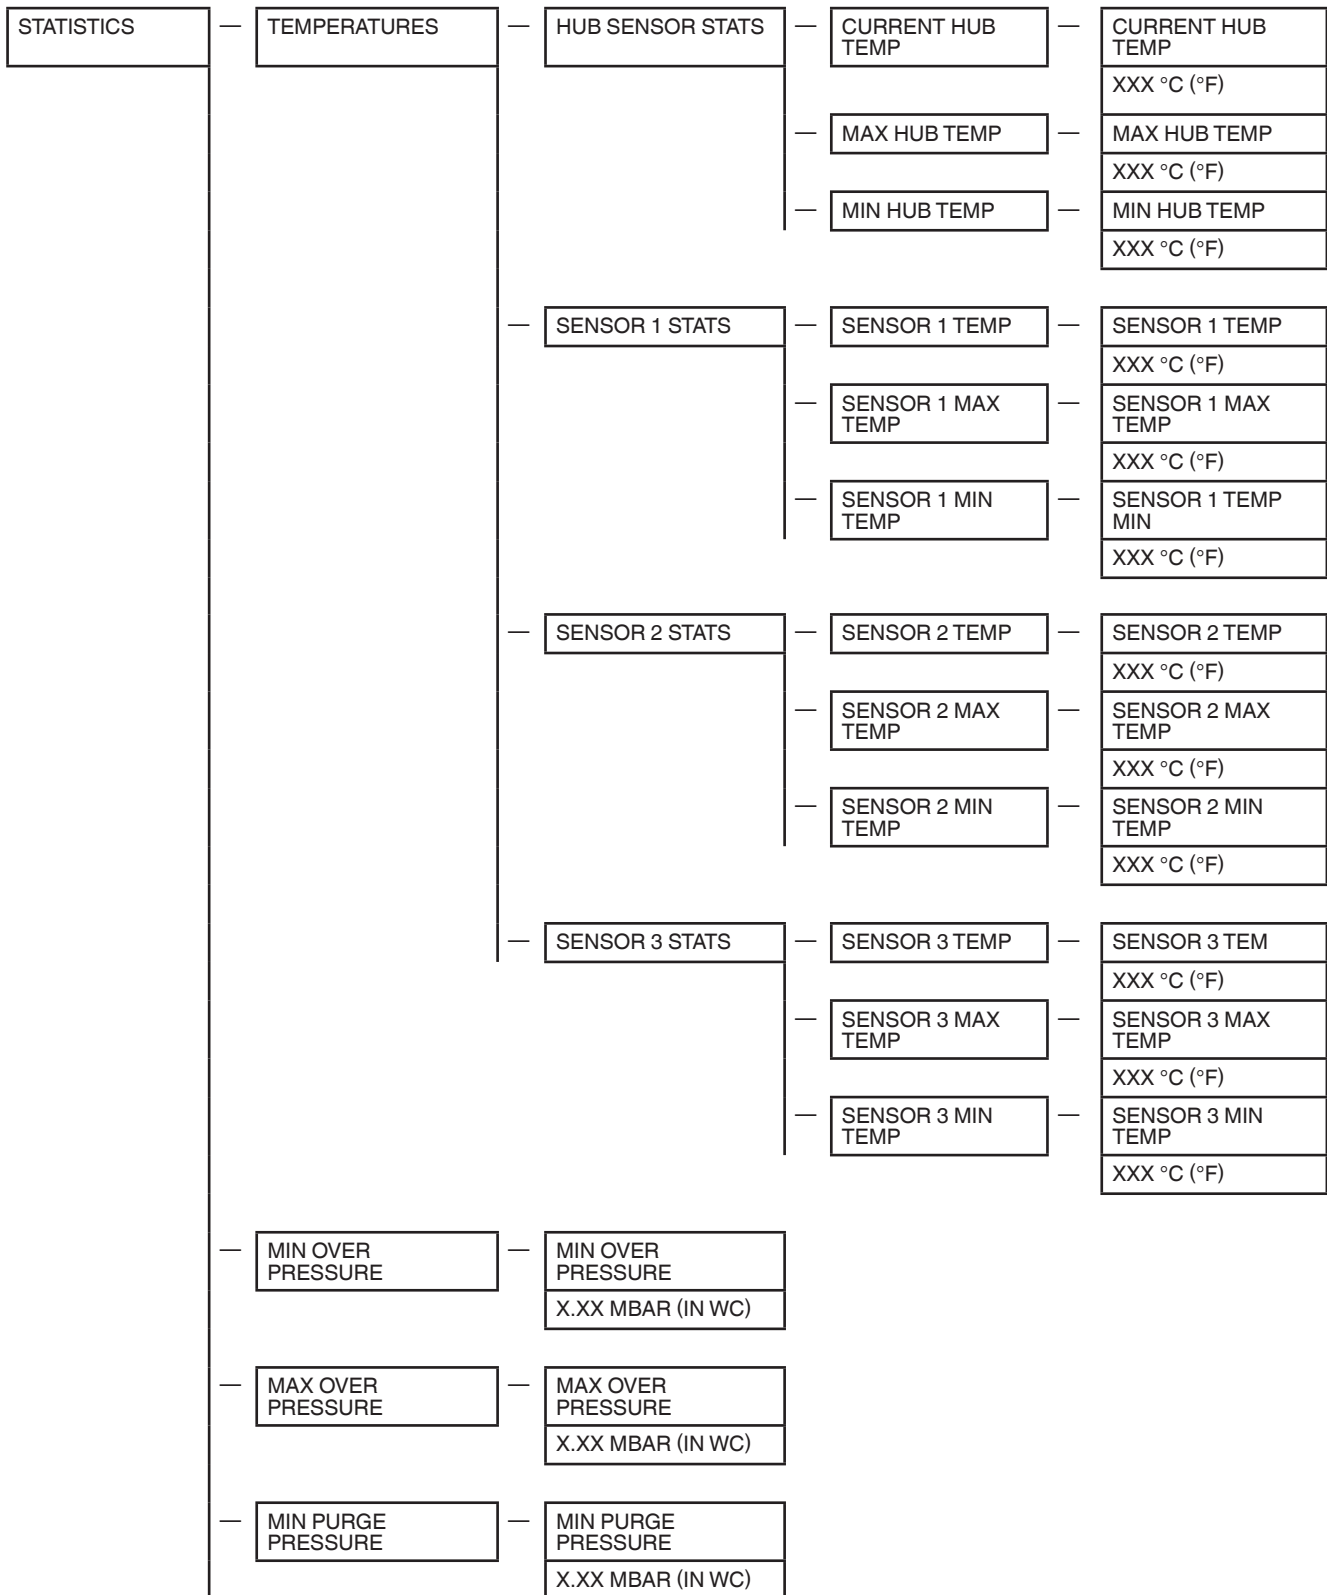 STATISTICS — TEMPERATURES — HUB SENSOR STATS — CURRENT HUB TEMP — CURRENT HUB TEMP
XXX °C (°F)
— MAX HUB TEMP — MAX HUB TEMP
XXX °C (°F)
— MIN HUB TEMP — MIN HUB TEMP
XXX °C (°F)
— SENSOR 1 STATS — SENSOR 1 TEMP — SENSOR 1 TEMP
XXX °C (°F)
— SENSOR 1 MAX TEMP — SENSOR 1 MAX TEMP
XXX °C (°F)
— SENSOR 1 MIN TEMP — SENSOR 1 TEMP MIN
XXX °C (°F)
— SENSOR 2 STATS — SENSOR 2 TEMP — SENSOR 2 TEMP
XXX °C (°F)
— SENSOR 2 MAX TEMP — SENSOR 2 MAX TEMP
XXX °C (°F)
— SENSOR 2 MIN TEMP — SENSOR 2 MIN TEMP
XXX °C (°F)
— SENSOR 3 STATS — SENSOR 3 TEMP — SENSOR 3 TEM
XXX °C (°F)
— SENSOR 3 MAX TEMP — SENSOR 3 MAX TEMP
XXX °C (°F)
— SENSOR 3 MIN TEMP — SENSOR 3 MIN TEMP
XXX °C (°F)
— MIN OVER PRESSURE — MIN OVER PRESSURE
X.XX MBAR (IN WC)
— MAX OVER PRESSURE — MAX OVER PRESSURE
X.XX MBAR (IN WC)
— MIN PURGE PRESSURE — MIN PURGE PRESSURE
X.XX MBAR (IN WC)